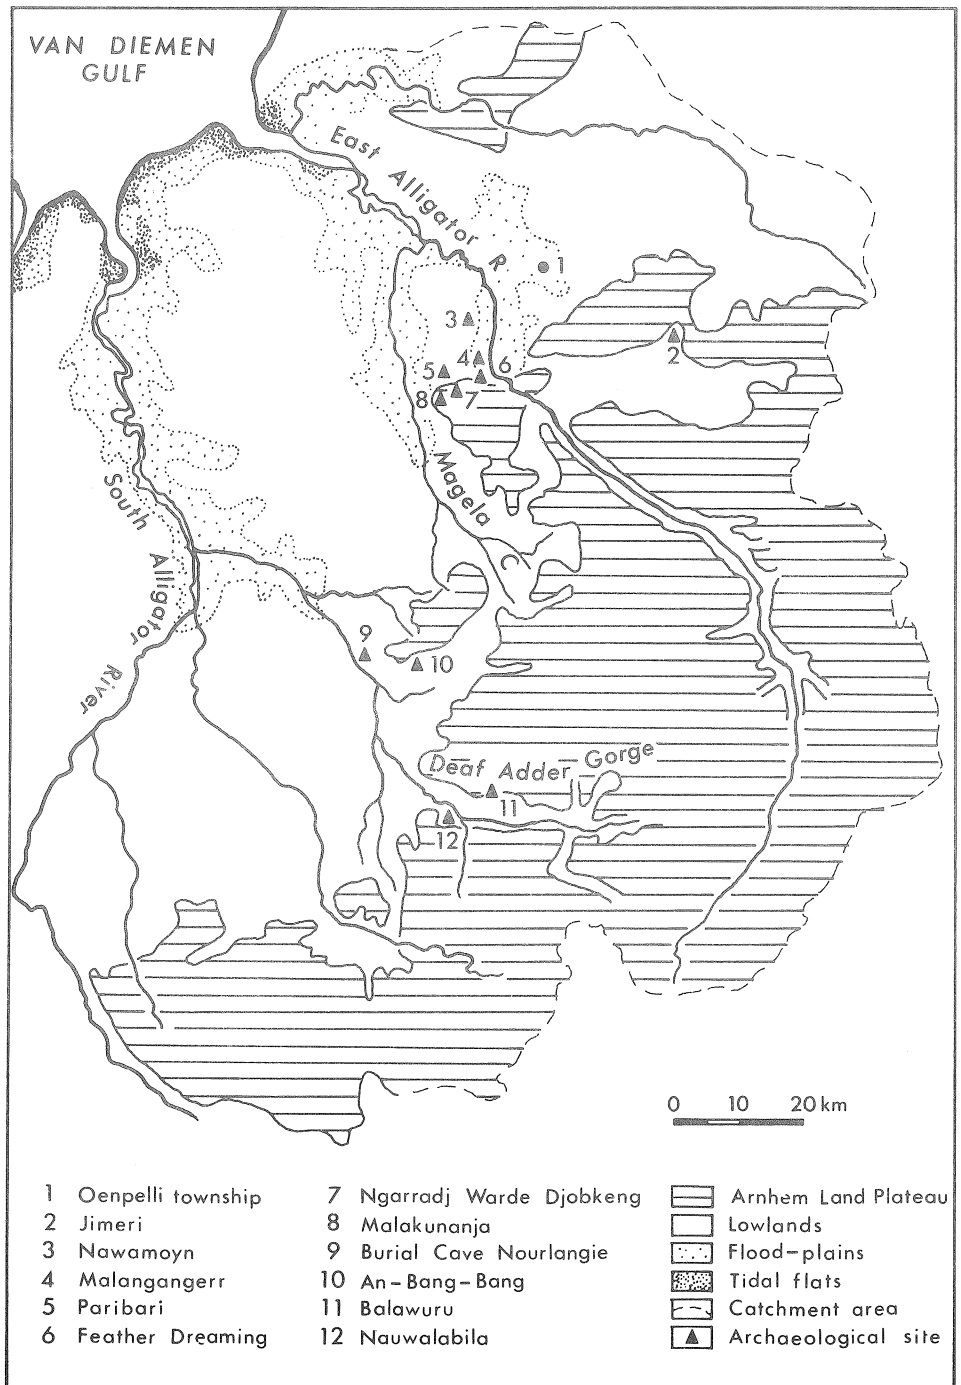 VAN DIEMEN
GULF
East Alligator R
1
2
3
4
5
6
7
8
Magela
C
South Alligator River
9
10
Deaf Adder Gorge
11
12
0 10 20 km
1 Oenpelli township
2 Jimeri
3 Nawamoyn
4 Malangangerr
5 Paribari
6 Feather Dreaming
7 Ngarradj Warde Djobkeng
8 Malakunanja
9 Burial Cave Nourlangie
10 An-Bang-Bang
11 Balawuru
12 Nauwalabila
Arnhem Land Plateau
Lowlands
Flood-plains
Tidal flats
Catchment area
Archaeological site